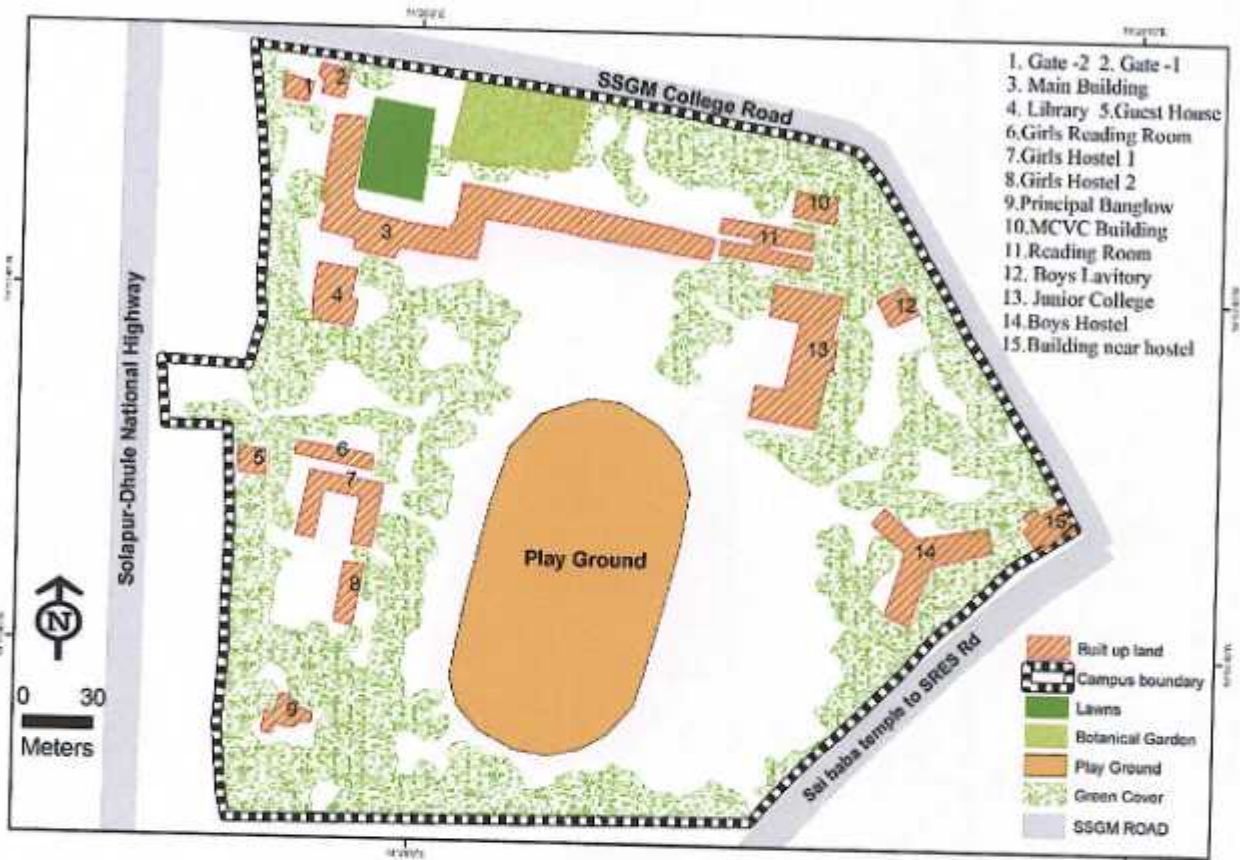 SSGM College Road
1. Gate -2 2. Gate -1
3. Main Building
4. Library 5.Guest House
6.Girls Reading Room
7.Girls Hostel 1
8.Girls Hostel 2
9.Principal Banglow
10.MCVC Building
11.Reading Room
12. Boys Lavitory
13. Junior College
14.Boys Hostel
15.Building near hostel
1
2
3
4
5
6
7
8
9
10
11
12
13
14
15
Solapur-Dhule National Highway
Play Ground
Sai baba temple to SRES Rd
N
0 30
Meters
Built up land
Campus boundary
Lawns
Botanical Garden
Play Ground
Green Cover
SSGM ROAD